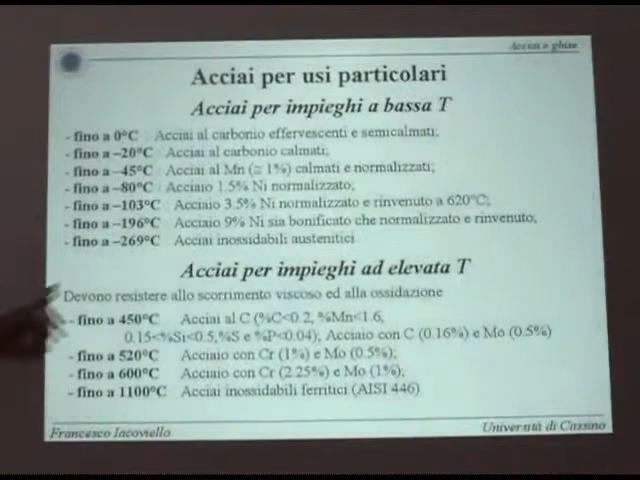 Acciai e ghise
Acciai per usi particolari
Acciai per impieghi a bassa T
- fino a 0°C : Acciai al carbonio effervescenti e semicalmati;
- fino a –20°C Acciai al carbonio calmati;
- fino a –45°C Acciai al Mn (≅ 1%) calmati e normalizzati;
- fino a –80°C Acciaio 1.5% Ni normalizzato;
- fino a –103°C Acciaio 3.5% Ni normalizzato e rinvenuto a 620°C;
- fino a –196°C Acciaio 9% Ni sia bonificato che normalizzato e rinvenuto;
- fino a –269°C Acciai inossidabili austenitici
Acciai per impieghi ad elevata T
Devono resistere allo scorrimento viscoso ed alla ossidazione
- fino a 450°C Acciai al C (%C<0.2, %Mn<1.6,
0.15<%Si<0.5,%S e %P<0.04), Acciaio con C (0.16%) e Mo (0.5%)
- fino a 520°C Acciaio con Cr (1%) e Mo (0.5%);
- fino a 600°C Acciaio con Cr (2.25%) e Mo (1%);
- fino a 1100°C Acciai inossidabili ferritici (AISI 446)
Francesco Iacoviello
Università di Cassino